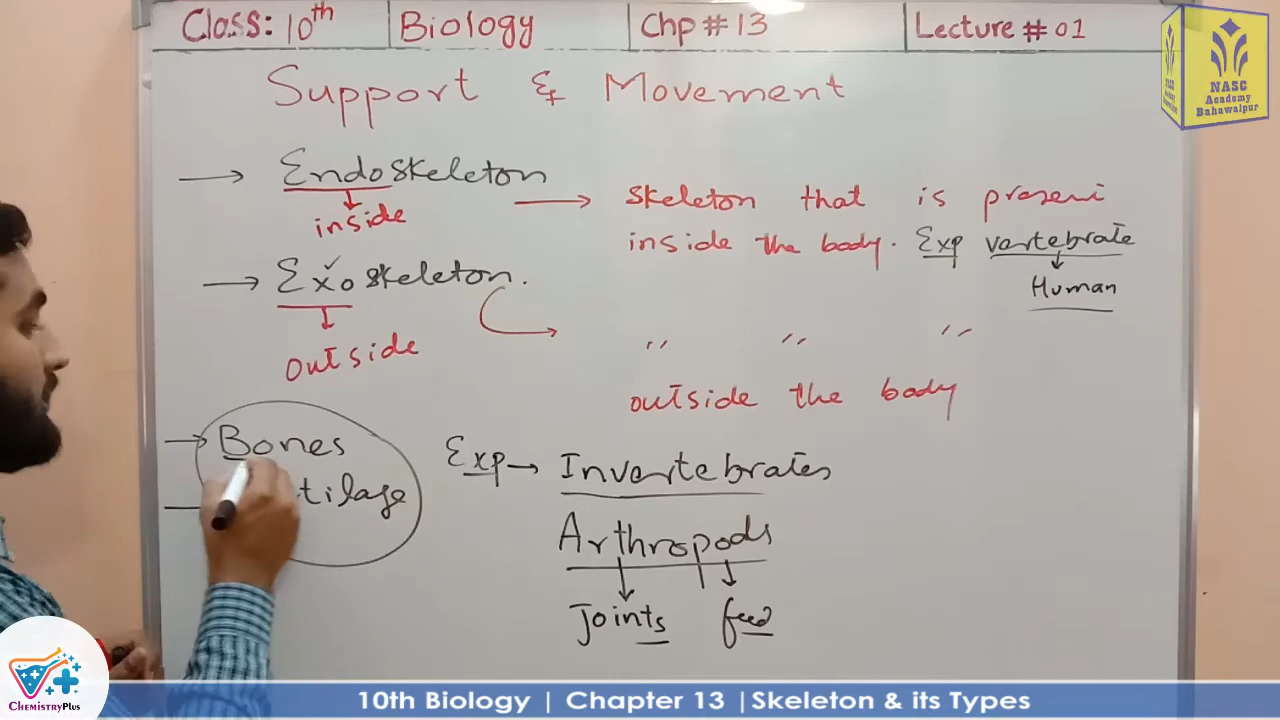 Class: 10th Biology Chp # 13 Lecture # 01
NASC
Academy
Bahawalpur
Support & Movement
→ Endoskeleton → skeleton that is present
inside
inside the body. Exp vertebrate
Human
→ Exoskeleton.
outside
" " "
outside the body
→ Bones
tilage
Exp → Invertebrates
Arthropods
Joints feed
ChemistryPlus
10th Biology | Chapter 13 | Skeleton & its Types